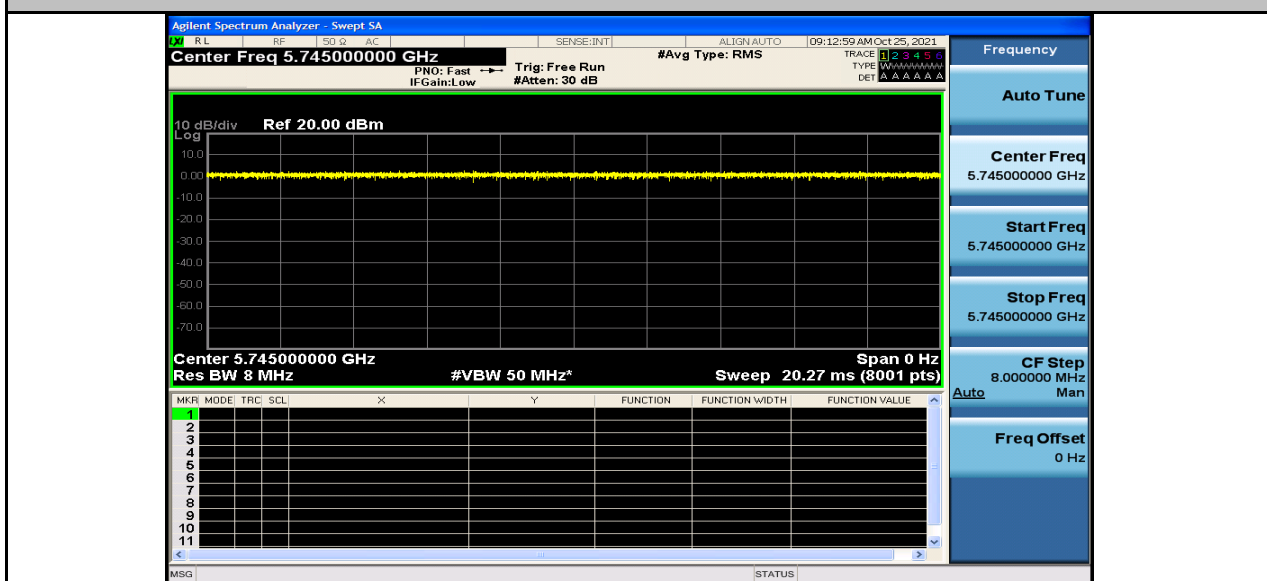 Agilent Spectrum Analyzer - Swept SA
RL RF 50 Ω AC SENSE:INT ALIGN AUTO 09:12:59 AM Oct 25, 2021
Center Freq 5.745000000 GHz
PNO: Fast
IFGain:Low
Trig: Free Run
#Atten: 30 dB
#Avg Type: RMS
TRACE 1 2 3 4 5 6
TYPE
DET A A A A A A
10 dB/div Ref 20.00 dBm
Log
10.0
0.00
-10.0
-20.0
-30.0
-40.0
-50.0
-60.0
-70.0
Center 5.745000000 GHz Span 0 Hz
Res BW 8 MHz #VBW 50 MHz* Sweep 20.27 ms (8001 pts)
MKR MODE TRC SCL X Y FUNCTION FUNCTION WIDTH FUNCTION VALUE
1
2
3
4
5
6
7
8
9
10
11
MSG STATUS
Frequency
Auto Tune
Center Freq
5.745000000 GHz
Start Freq
5.745000000 GHz
Stop Freq
5.745000000 GHz
CF Step
8.000000 MHz
Auto Man
Freq Offset
0 Hz